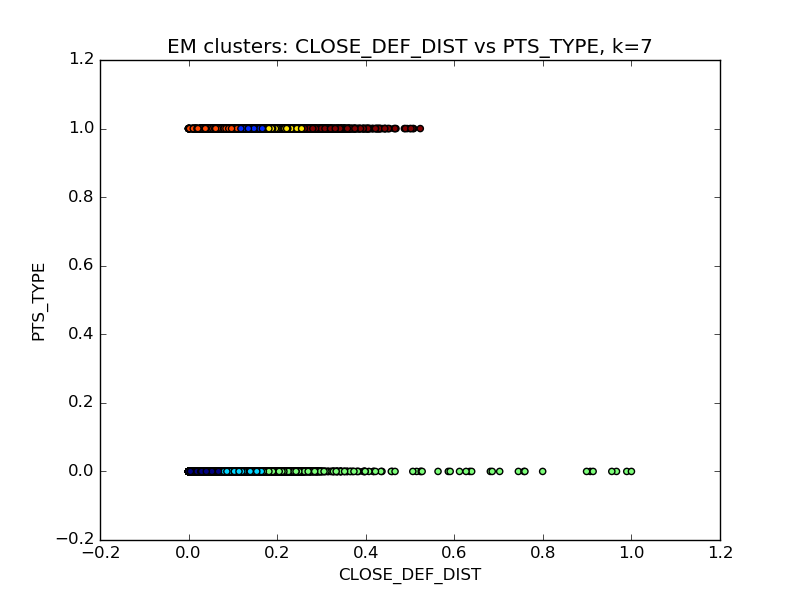 EM clusters: CLOSE_DEF_DIST vs PTS_TYPE, k=7
1.2
1.0
0.8
0.6
0.4
0.2
0.0
−0.2
PTS_TYPE
−0.2 0.0 0.2 0.4 0.6 0.8 1.0 1.2
CLOSE_DEF_DIST